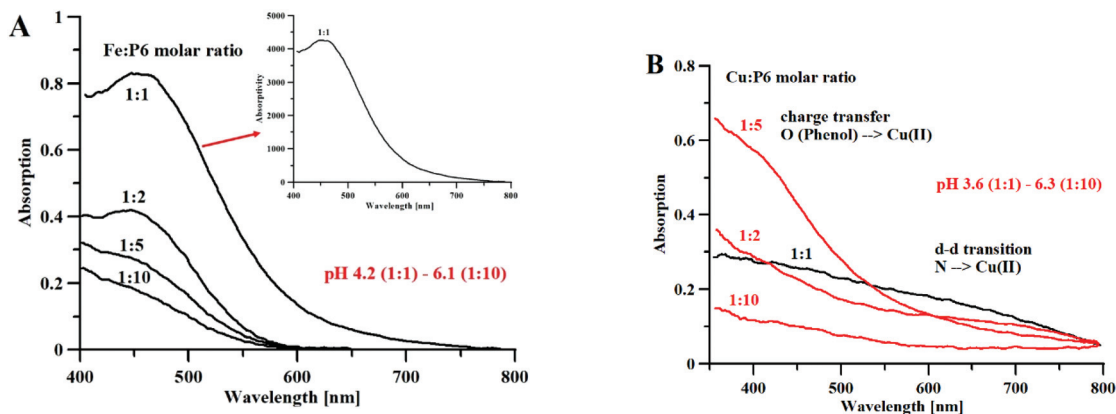 A
Fe:P6 molar ratio
1:1
1:2
1:5
1:10
pH 4.2 (1:1) - 6.1 (1:10)
Absorption
1
0.8
0.6
0.4
0.2
0
400 500 600 700 800
Wavelength [nm]
1:1
Absorptivity
5000
4000
3000
2000
1000
0
400 500 600 700 800
Wavelength [nm]
B
Cu:P6 molar ratio
1:5
charge transfer
O (Phenol) --> Cu(II)
pH 3.6 (1:1) - 6.3 (1:10)
1:2
1:1
d-d transition
N --> Cu(II)
1:10
Absorption
0.8
0.6
0.4
0.2
0
400 500 600 700 800
Wavelength [nm]